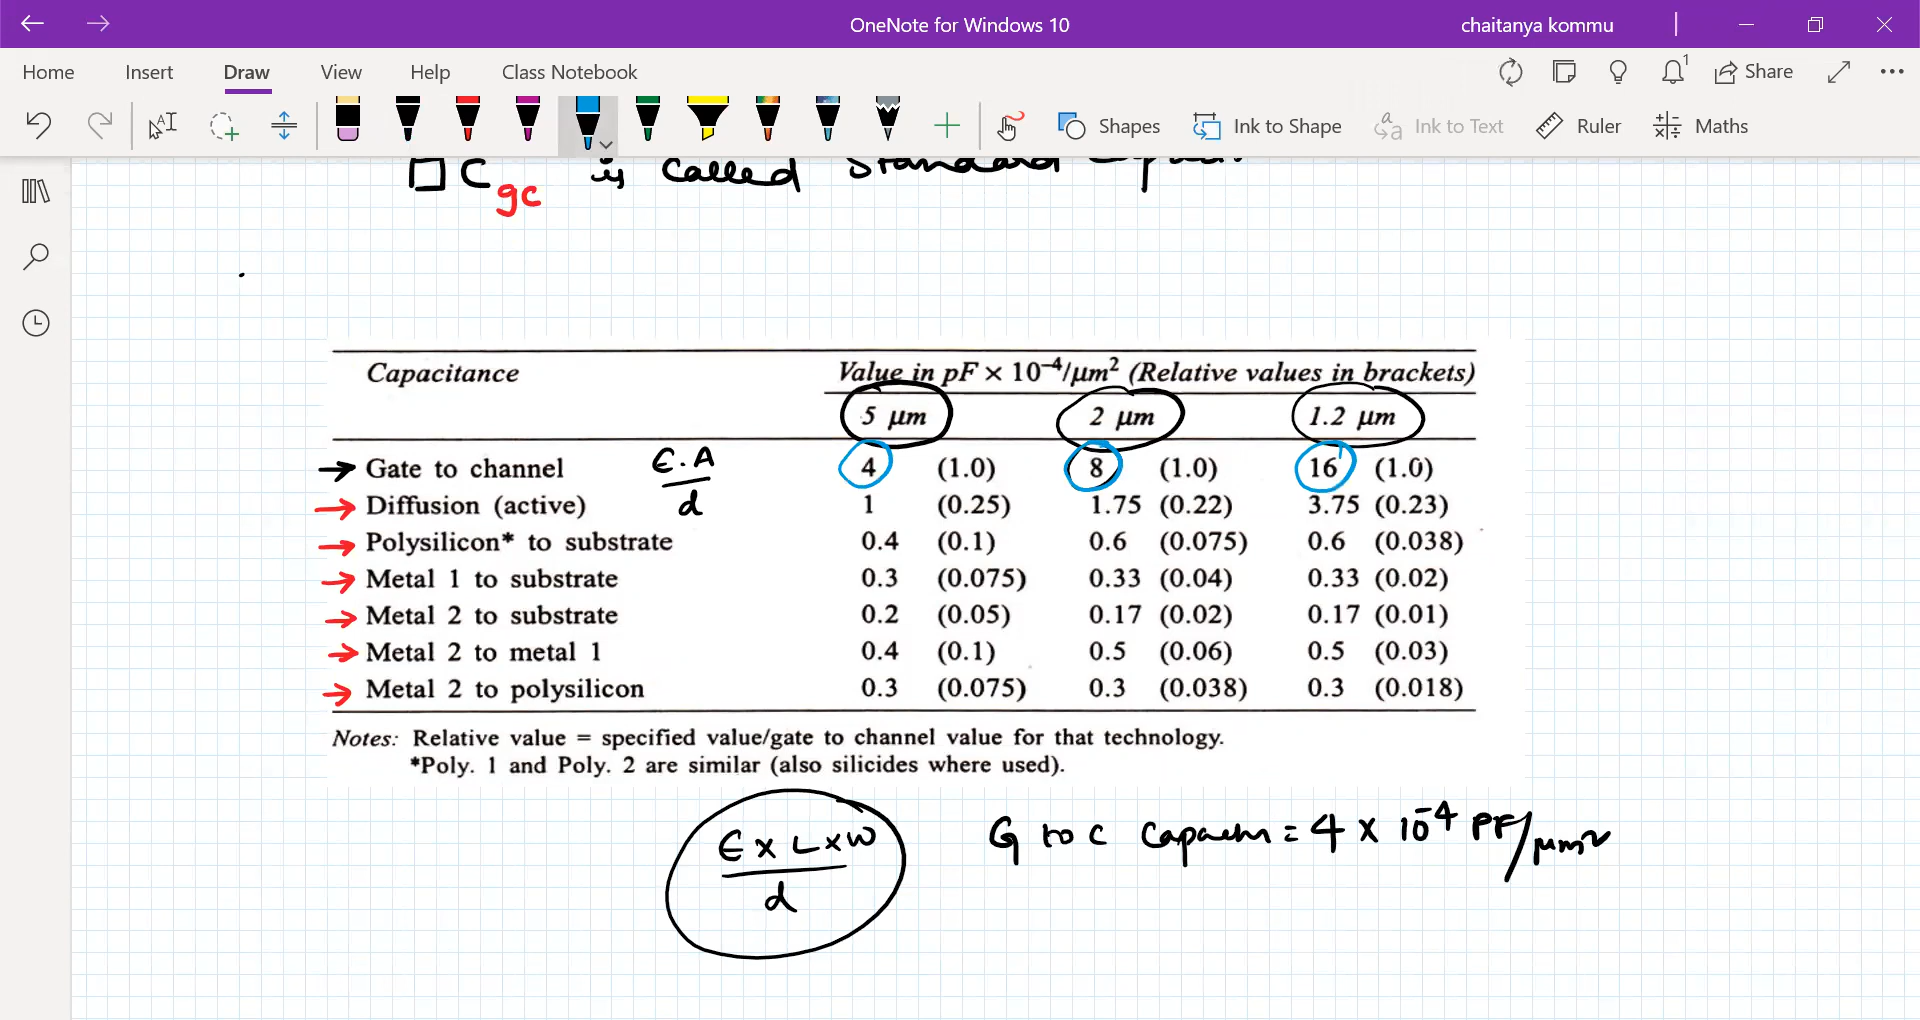 OneNote for Windows 10
chaitanya kommu
Home Insert Draw View Help Class Notebook
1 Share
Shapes Ink to Shape Ink to Text Ruler Maths
□ Cgc is called Standard
Capacitance Value in pF × 10⁻⁴/μm² (Relative values in brackets)
5 μm 2 μm 1.2 μm
→ Gate to channel 4 (1.0) 8 (1.0) 16 (1.0)
ϵ.A
d
→ Diffusion (active) 1 (0.25) 1.75 (0.22) 3.75 (0.23)
→ Polysilicon* to substrate 0.4 (0.1) 0.6 (0.075) 0.6 (0.038)
→ Metal 1 to substrate 0.3 (0.075) 0.33 (0.04) 0.33 (0.02)
→ Metal 2 to substrate 0.2 (0.05) 0.17 (0.02) 0.17 (0.01)
→ Metal 2 to metal 1 0.4 (0.1) 0.5 (0.06) 0.5 (0.03)
→ Metal 2 to polysilicon 0.3 (0.075) 0.3 (0.038) 0.3 (0.018)
Notes: Relative value = specified value/gate to channel value for that technology.
*Poly. 1 and Poly. 2 are similar (also silicides where used).
ϵ x L x W
d
G to C = 4 x 10⁻⁴ PF/μm²